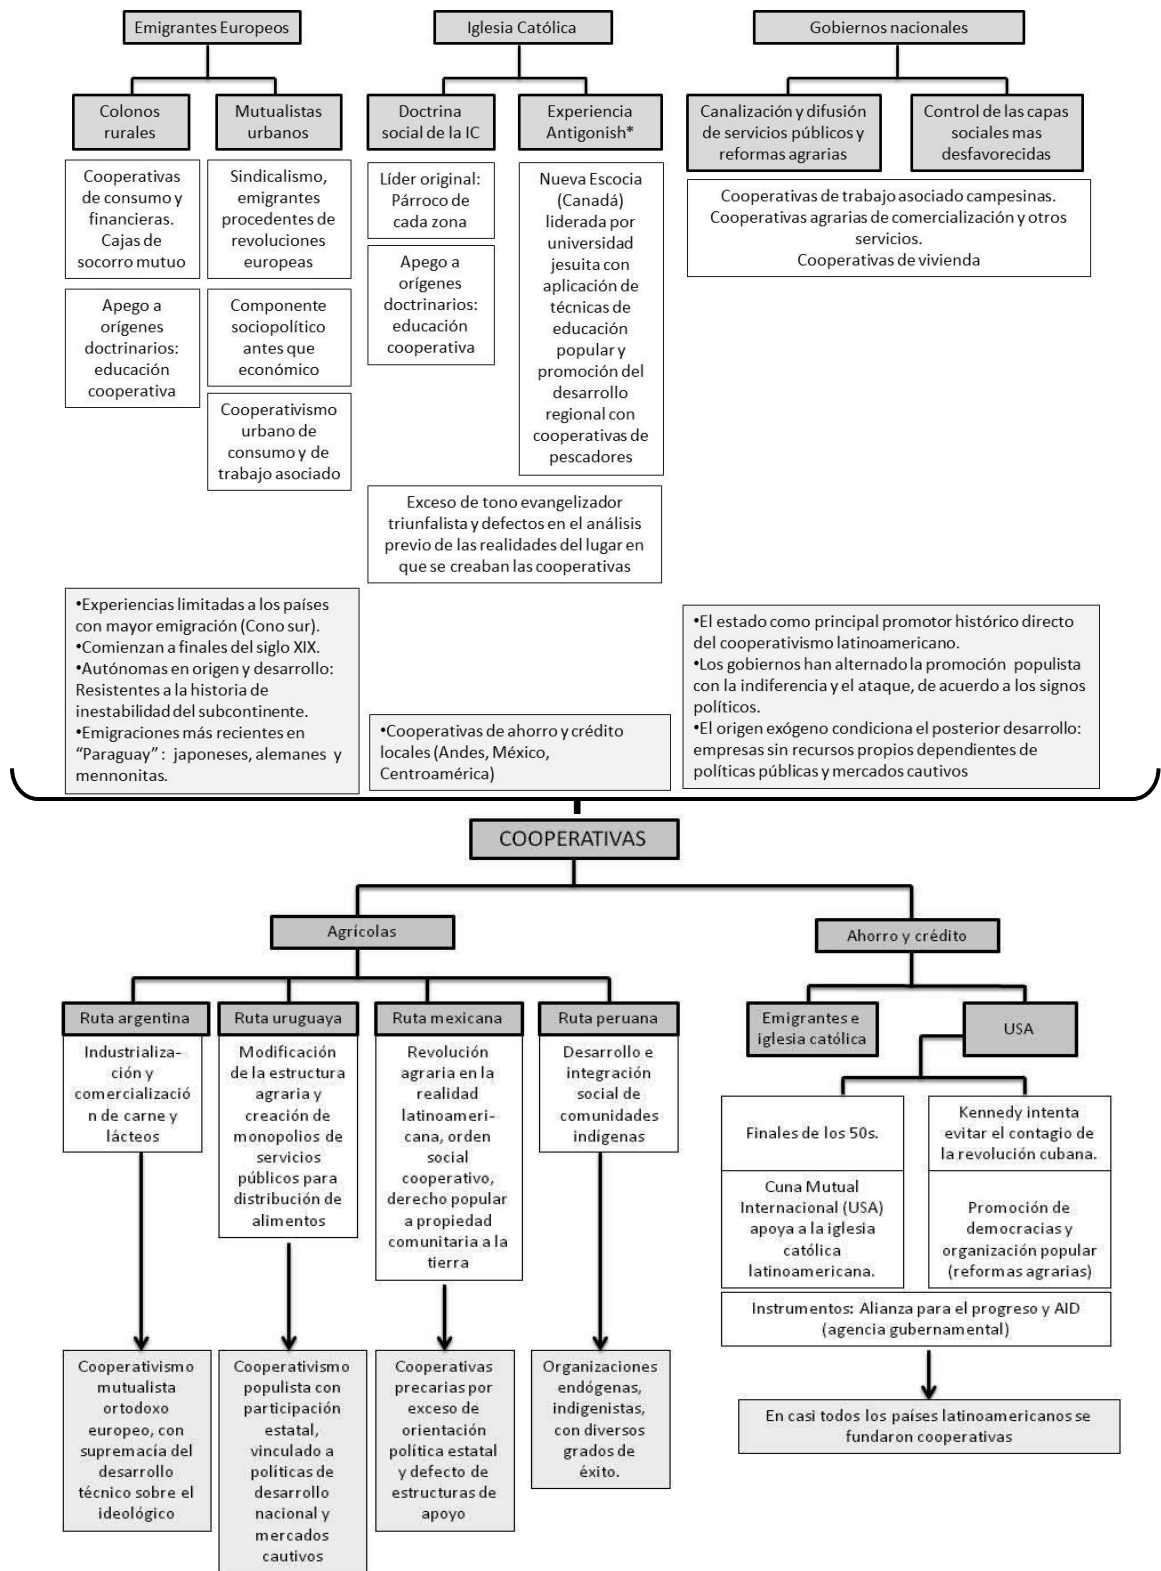 Emigrantes Europeos
Iglesia Católica
Gobiernos nacionales
Colonos
rurales
Mutualistas
urbanos
Doctrina
social de la IC
Experiencia
Antigonish*
Canalización y difusión
de servicios públicos y
reformas agrarias
Control de las capas
sociales mas
desfavorecidas
Cooperativas
de consumo y
financieras.
Cajas de
socorro mutuo
Sindicalismo,
emigrantes
procedentes de
revoluciones
europeas
Líder original:
Párroco de
cada zona
Nueva Escocia
(Canadá)
liderada por
universidad
jesuita con
aplicación de
técnicas de
educación
popular y
promoción del
desarrollo
regional con
cooperativas de
pescadores
Cooperativas de trabajo asociado campesinas.
Cooperativas agrarias de comercialización y otros
servicios.
Cooperativas de vivienda
Apego a
orígenes
doctrinarios:
educación
cooperativa
Componente
sociopolítico
antes que
económico
Apego a
orígenes
doctrinarios:
educación
cooperativa
Cooperativismo
urbano de
consumo y de
trabajo asociado
Exceso de tono evangelizador
triunfalista y defectos en el análisis
previo de las realidades del lugar en
que se creaban las cooperativas
•Experiencias limitadas a los países
con mayor emigración (Cono sur).
•Comienzan a finales del siglo XIX.
•Autónomas en origen y desarrollo:
Resistentes a la historia de
inestabilidad del subcontinente.
•Emigraciones más recientes en
“Paraguay” : japoneses, alemanes y
mennonitas.
•Cooperativas de ahorro y crédito
locales (Andes, México,
Centroamérica)
•El estado como principal promotor histórico directo
del cooperativismo latinoamericano.
•Los gobiernos han alternado la promoción populista
con la indiferencia y el ataque, de acuerdo a los signos
políticos.
•El origen exógeno condiciona el posterior desarrollo:
empresas sin recursos propios dependientes de
políticas públicas y mercados cautivos
COOPERATIVAS
Agrícolas
Ahorro y crédito
Ruta argentina
Ruta uruguaya
Ruta mexicana
Ruta peruana
Emigrantes e
iglesia católica
USA
Industrializa-
ción y
comercializació
n de carne y
lácteos
Modificación
de la estructura
agraria y
creación de
monopolios de
servicios
públicos para
distribución de
alimentos
Revolución
agraria en la
realidad
latinoameri-
cana, orden
social
cooperativo,
derecho popular
a propiedad
comunitaria a la
tierra
Desarrollo e
integración
social de
comunidades
indígenas
Finales de los 50s.
Kennedy intenta
evitar el contagio de
la revolución cubana.
Cuna Mutual
Internacional (USA)
apoya a la iglesia
católica
latinoamericana.
Promoción de
democracias y
organización popular
(reformas agrarias)
Instrumentos: Alianza para el progreso y AID
(agencia gubernamental)
Cooperativismo
mutualista
ortodoxo
europeo, con
supremacía del
desarrollo
técnico sobre el
ideológico
Cooperativismo
populista con
participación
estatal,
vinculado a
políticas de
desarrollo
nacional y
mercados
cautivos
Cooperativas
precarias por
exceso de
orientación
política estatal
y defecto de
estructuras de
apoyo
Organizaciones
endógenas,
indigenistas,
con diversos
grados de
éxito.
En casi todos los países latinoamericanos se
fundaron cooperativas